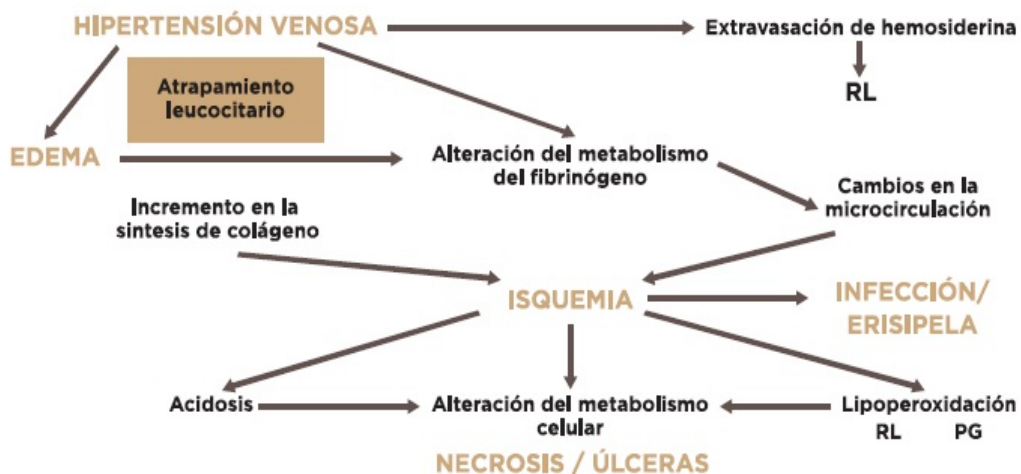 HIPERTENSIÓN VENOSA
Extravasación de hemosiderina
RL
Atrapamiento
leucocitario
EDEMA
Alteración del metabolismo
del fibrinógeno
Cambios en la
microcirculación
Incremento en la
sintesis de colágeno
ISQUEMIA
INFECCIÓN/
ERISIPELA
Acidosis
Alteración del metabolismo
celular
Lipoperoxidación
RL PG
NECROSIS / ÚLCERAS